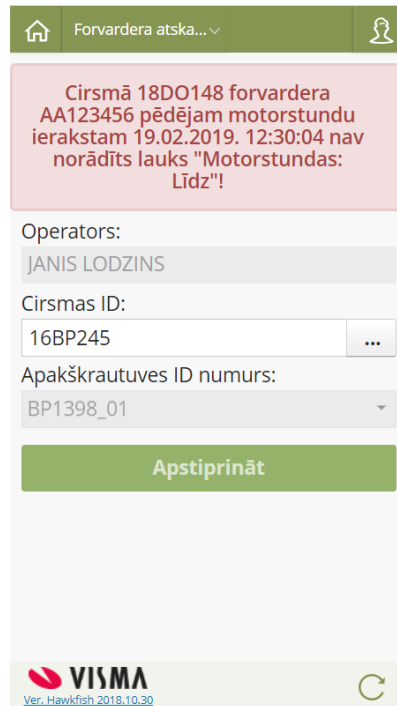 Forvardera atska...
Cirsmā 18DO148 forvardera
AA123456 pēdējam motorstundu
ierakstam 19.02.2019. 12:30:04 nav
norādīts lauks "Motorstundas:
Līdz"!
Operators:
JANIS LODZINS
Cirsmas ID:
16BP245
...
Apakškrautuves ID numurs:
BP1398_01
Apstiprināt
VISMA
Ver. Hawkfish 2018.10.30